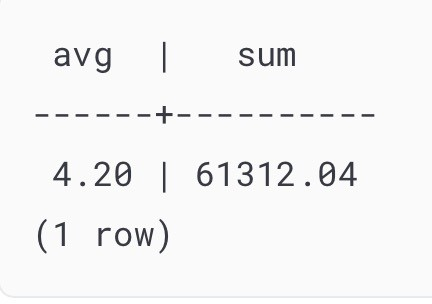 avg  |   sum
------+----------
 4.20 | 61312.04
(1 row)